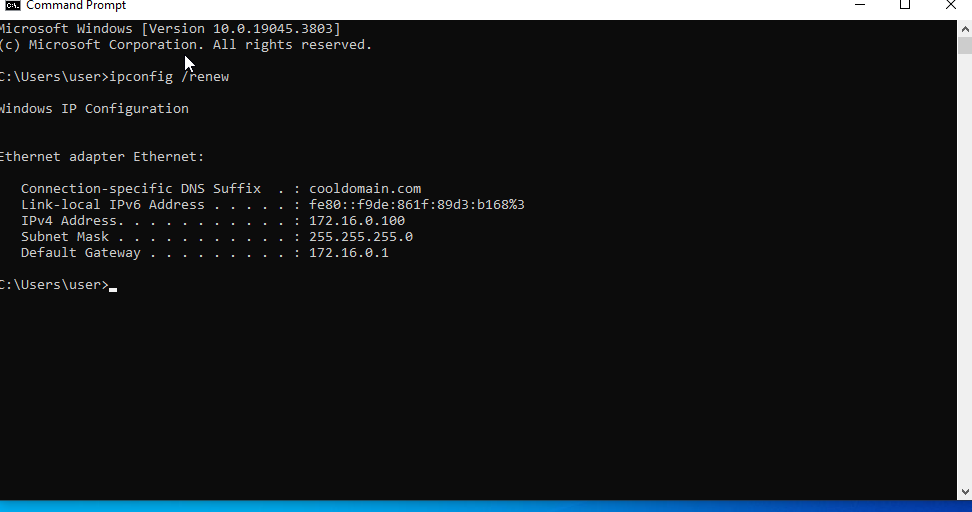 Command Prompt
Microsoft Windows [Version 10.0.19045.3803]
(c) Microsoft Corporation. All rights reserved.
C:\Users\user>ipconfig /renew
Windows IP Configuration
Ethernet adapter Ethernet:
Connection-specific DNS Suffix  . : cooldomain.com
Link-local IPv6 Address . . . . . : fe80::f9de:861f:89d3:b168%3
IPv4 Address. . . . . . . . . . . : 172.16.0.100
Subnet Mask . . . . . . . . . . . : 255.255.255.0
Default Gateway . . . . . . . . . : 172.16.0.1
C:\Users\user>